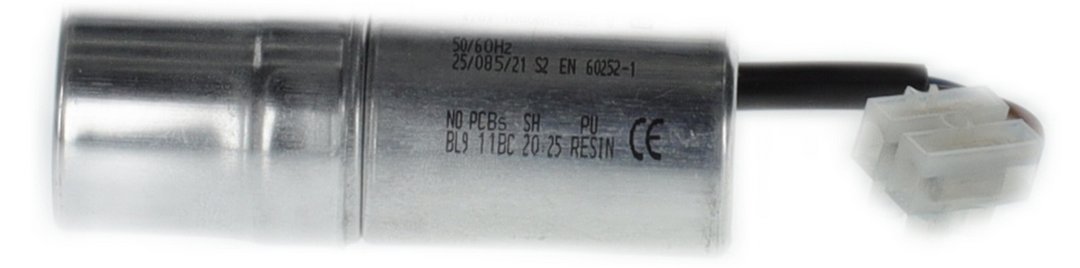 50/60Hz
25/085/21 S2 EN 60252-1
NO PCBs SH PU
BL9 11BC 20-25 RESIN CE